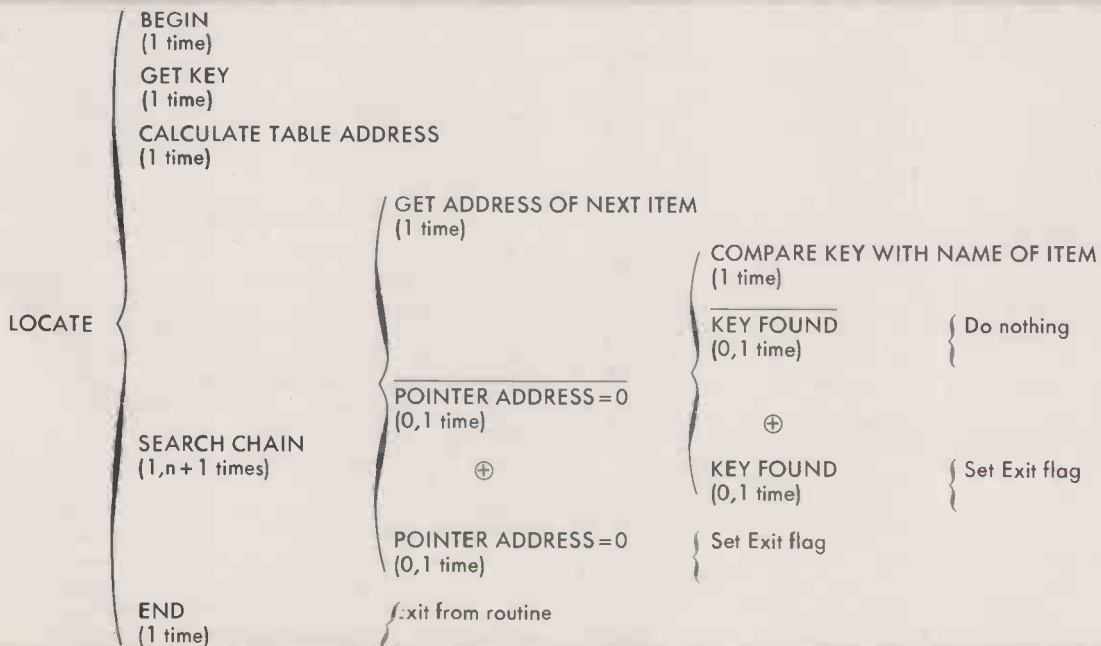 BEGIN
(1 time)
GET KEY
(1 time)
CALCULATE TABLE ADDRESS
(1 time)
GET ADDRESS OF NEXT ITEM
(1 time)
COMPARE KEY WITH NAME OF ITEM
(1 time)
LOCATE
KEY FOUND
(0,1 time)
Do nothing
POINTER ADDRESS=0
(0,1 time)
⊕
SEARCH CHAIN
(1,n+1 times)
⊕
KEY FOUND
(0,1 time)
Set Exit flag
POINTER ADDRESS=0
(0,1 time)
Set Exit flag
END
(1 time)
Exit from routine